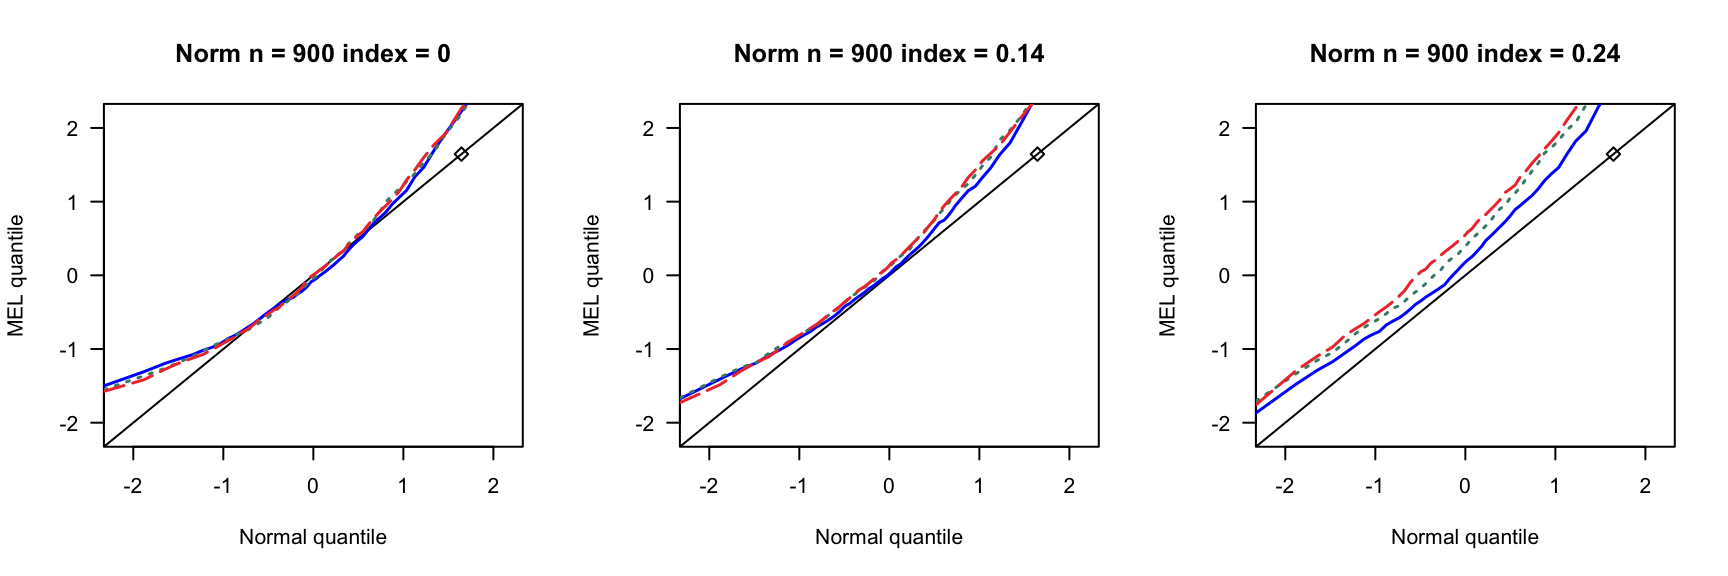 Norm n = 900 index = 0
MEL quantile
2
1
0
-1
-2
-2 -1 0 1 2
Normal quantile
Norm n = 900 index = 0.14
MEL quantile
2
1
0
-1
-2
-2 -1 0 1 2
Normal quantile
Norm n = 900 index = 0.24
MEL quantile
2
1
0
-1
-2
-2 -1 0 1 2
Normal quantile